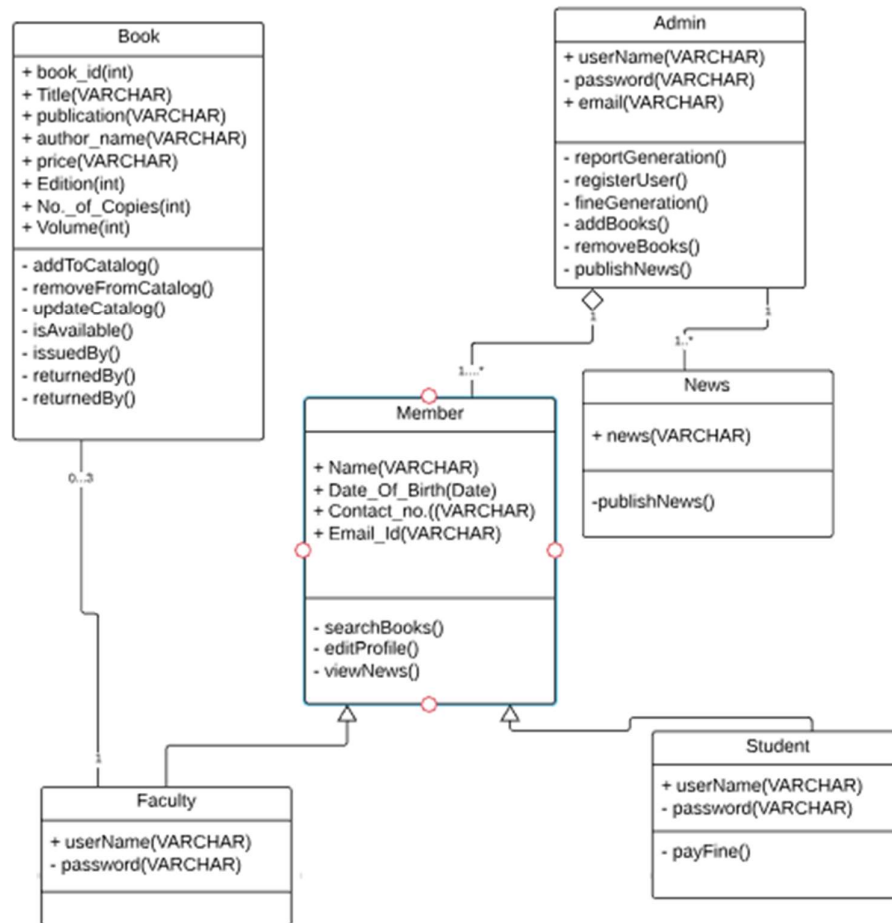 Book
+ book_id(int)
+ Title(VARCHAR)
+ publication(VARCHAR)
+ author_name(VARCHAR)
+ price(VARCHAR)
+ Edition(int)
+ No._of_Copies(int)
+ Volume(int)
- addToCatalog()
- removeFromCatalog()
- updateCatalog()
- isAvailable()
- issuedBy()
- returnedBy()
- returnedBy()
0...3
1
Admin
+ userName(VARCHAR)
- password(VARCHAR)
+ email(VARCHAR)
- reportGeneration()
- registerUser()
- fineGeneration()
- addBooks()
- removeBooks()
- publishNews()
1
1
1....*
1..*
News
+ news(VARCHAR)
-publishNews()
Member
+ Name(VARCHAR)
+ Date_Of_Birth(Date)
+ Contact_no.((VARCHAR)
+ Email_Id(VARCHAR)
- searchBooks()
- editProfile()
- viewNews()
Faculty
+ userName(VARCHAR)
- password(VARCHAR)
Student
+ userName(VARCHAR)
- password(VARCHAR)
- payFine()